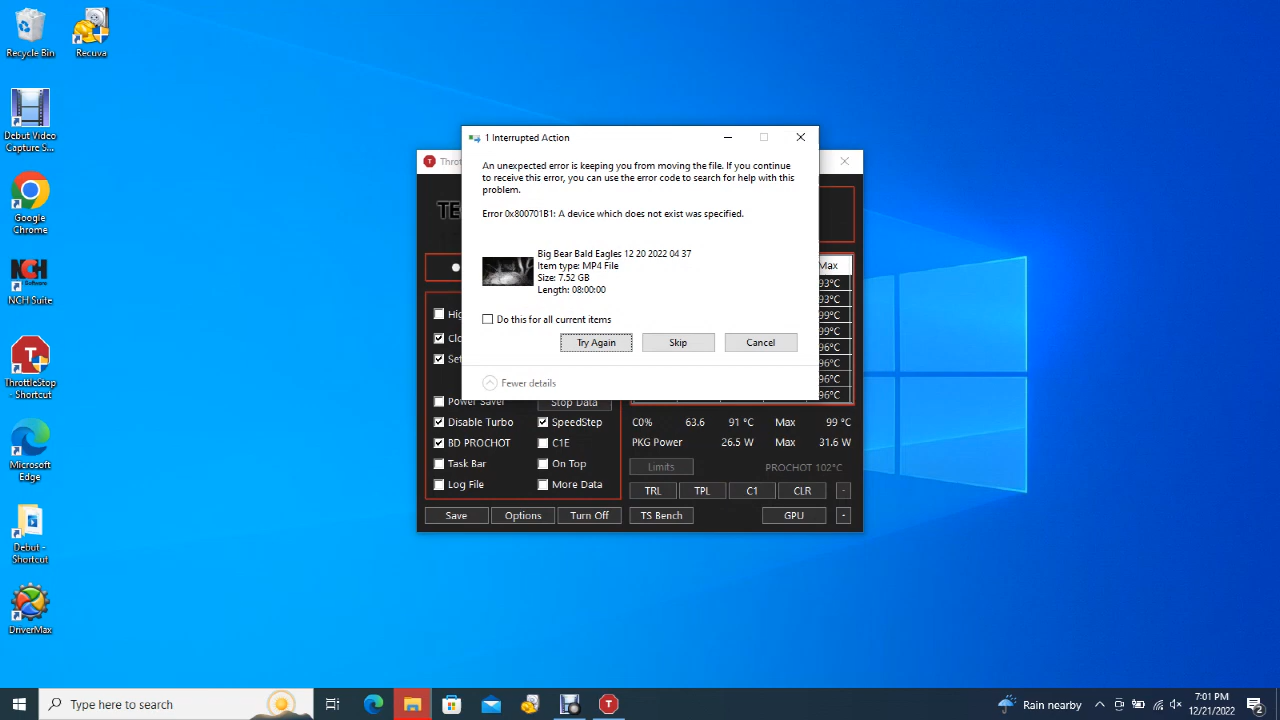 Recycle Bin
Recuva
Debut Video
Capture S...
Google
Chrome
NCH
Software
NCH Suite
T
ThrottleStop
- Shortcut
Microsoft
Edge
Debut -
Shortcut
DriverMax
1 Interrupted Action
An unexpected error is keeping you from moving the file. If you continue
to receive this error, you can use the error code to search for help with this
problem.
Error 0x800701B1: A device which does not exist was specified.
Big Bear Bald Eagles 12 20 2022 04 37
Item type: MP4 File
Size: 7.52 GB
Length: 08:00:00
Do this for all current items
Try Again
Skip
Cancel
Fewer details
T
Thrott
TE
Max
93°C
93°C
99°C
99°C
96°C
96°C
96°C
96°C
Hig
Clo
Set
Power Saver
Stop Data
Disable Turbo
SpeedStep
BD PROCHOT
C1E
Task Bar
On Top
Log File
More Data
C0% 63.6 91 °C Max 99 °C
PKG Power 26.5 W Max 31.6 W
Limits
PROCHOT 102°C
TRL
TPL
C1
CLR
-
Save
Options
Turn Off
TS Bench
GPU
-
Type here to search
T
Rain nearby
7:01 PM
12/21/2022
2